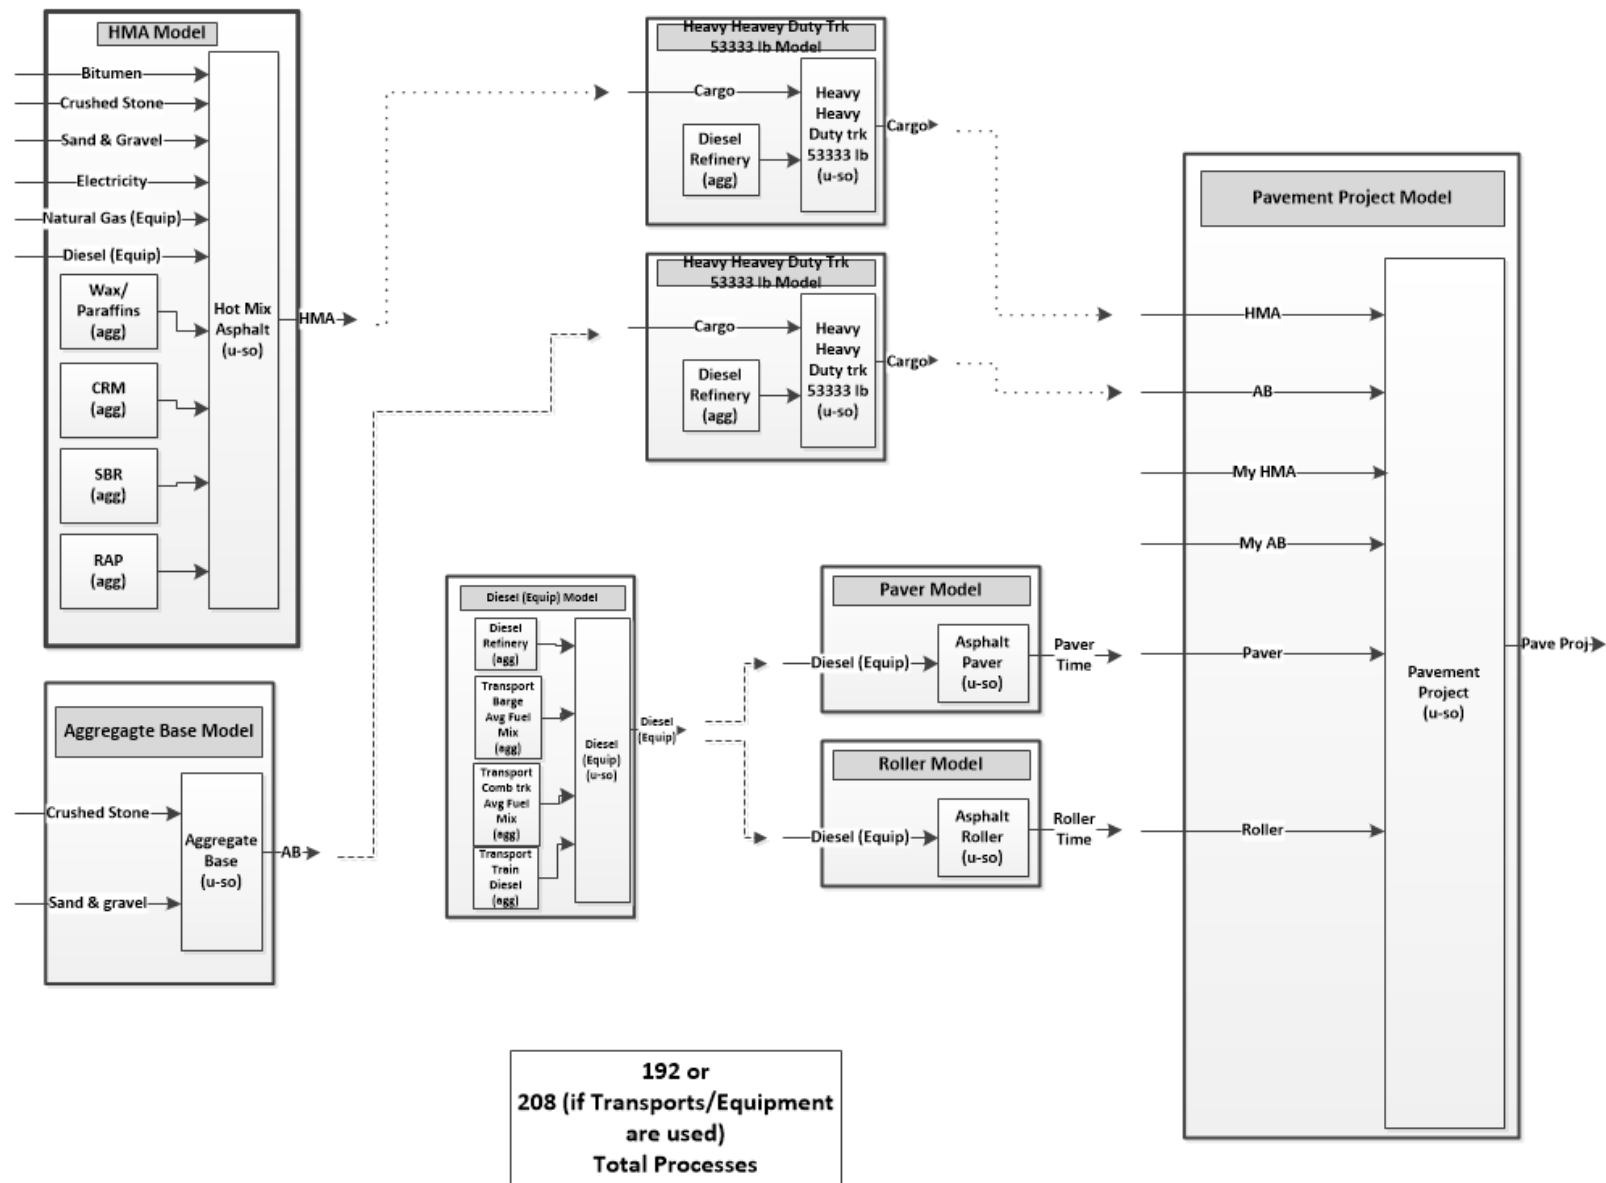 HMA Model
Bitumen
Crushed Stone
Sand & Gravel
Electricity
Natural Gas (Equip)
Diesel (Equip)
Wax/
Paraffins
(agg)
CRM
(agg)
SBR
(agg)
RAP
(agg)
Hot Mix
Asphalt
(u-so)
HMA
Aggregagte Base Model
Crushed Stone
Sand & gravel
Aggregate
Base
(u-so)
AB
Heavy Heavey Duty Trk
53333 lb Model
Cargo
Diesel
Refinery
(agg)
Heavy
Heavy
Duty trk
53333 lb
(u-so)
Cargo
Heavy Heavey Duty Trk
53333 lb Model
Cargo
Diesel
Refinery
(agg)
Heavy
Heavy
Duty trk
53333 lb
(u-so)
Cargo
Diesel (Equip) Model
Diesel
Refinery
(agg)
Transport
Barge
Avg Fuel
Mix
(agg)
Transport
Comb trk
Avg Fuel
Mix
(agg)
Transport
Train
Diesel
(agg)
Diesel
(Equip)
(u-so)
Diesel
(Equip)
Paver Model
Diesel (Equip)
Asphalt
Paver
(u-so)
Paver
Time
Roller Model
Diesel (Equip)
Asphalt
Roller
(u-so)
Roller
Time
Pavement Project Model
HMA
AB
My HMA
My AB
Paver
Roller
Pavement
Project
(u-so)
Pave Proj
192 or
208 (if Transports/Equipment
are used)
Total Processes